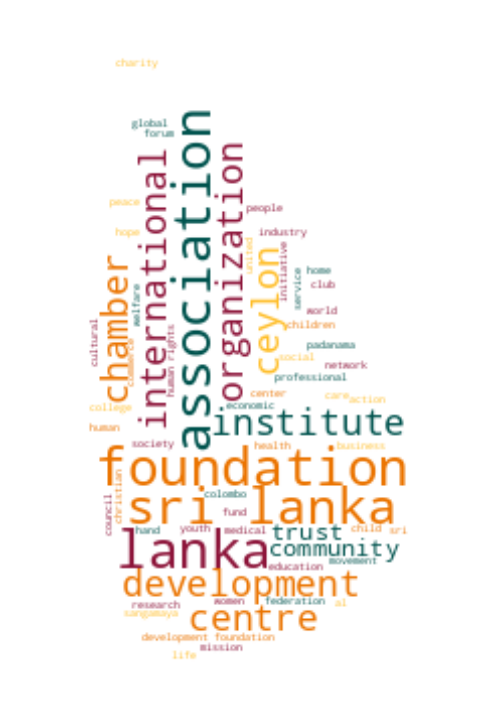 charity
global
forum
association
organization
international
peace
people
hope
industry
chamber
ceylon
united
initiative
service
home
club
welfare
world
children
cultural
commerce
human rights
padanama
social
network
professional
center
care
action
college
economic
institute
human
society
health
business
foundation
christian
colombo
sri lanka
council
fund
hand
youth
medical
trust
child
sri
lanka
community
movement
education
development
research
women
federation
al
sangamaya
centre
development foundation
mission
life